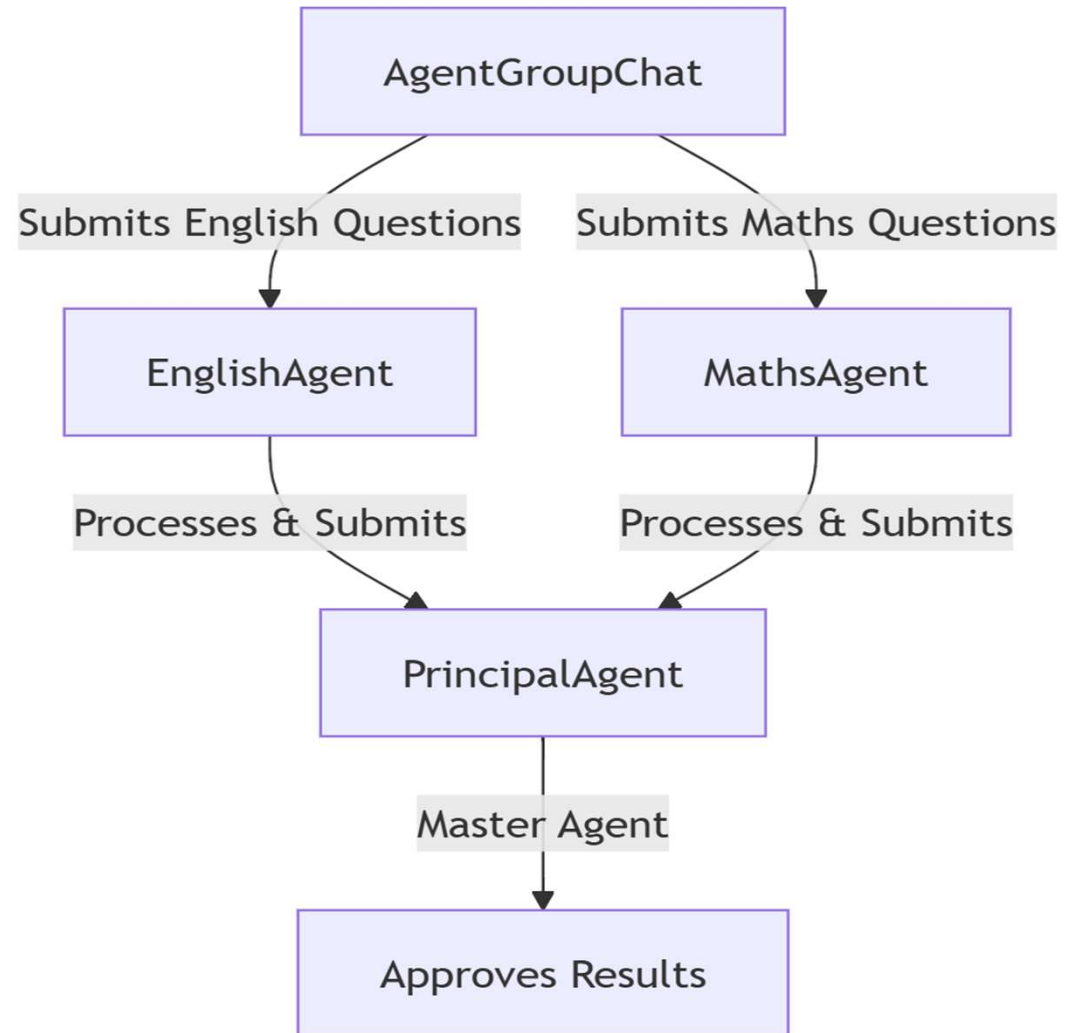 AgentGroupChat
Submits English Questions
Submits Maths Questions
EnglishAgent
MathsAgent
Processes & Submits
Processes & Submits
PrincipalAgent
Master Agent
Approves Results